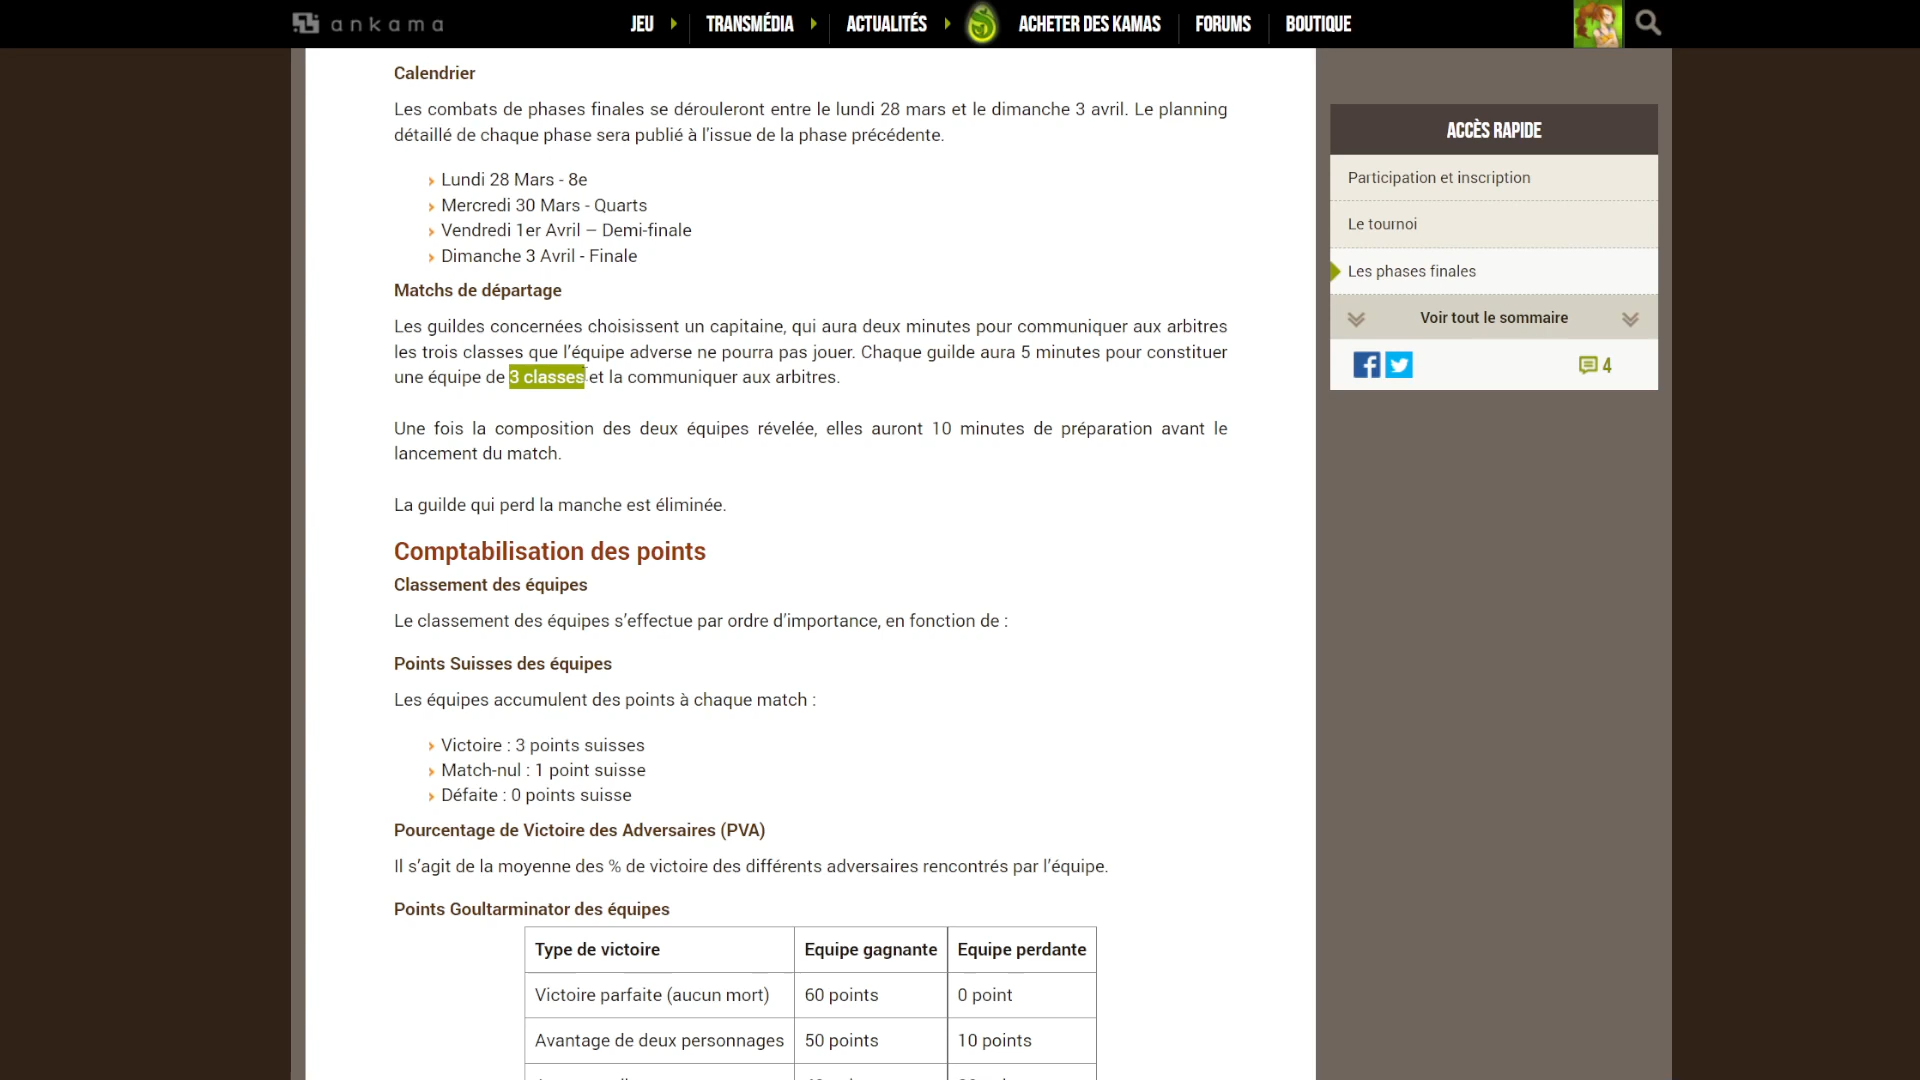 ankama
JEU
TRANSMÉDIA
ACTUALITÉS
ACHETER DES KAMAS
FORUMS
BOUTIQUE
Calendrier
Les combats de phases finales se dérouleront entre le lundi 28 mars et le dimanche 3 avril. Le planning
détaillé de chaque phase sera publié à l'issue de la phase précédente.
Lundi 28 Mars - 8e
Mercredi 30 Mars - Quarts
Vendredi 1er Avril – Demi-finale
Dimanche 3 Avril - Finale
Matchs de départage
Les guildes concernées choisissent un capitaine, qui aura deux minutes pour communiquer aux arbitres
les trois classes que l'équipe adverse ne pourra pas jouer. Chaque guilde aura 5 minutes pour constituer
une équipe de 3 classes et la communiquer aux arbitres.
Une fois la composition des deux équipes révelée, elles auront 10 minutes de préparation avant le
lancement du match.
La guilde qui perd la manche est éliminée.
Comptabilisation des points
Classement des équipes
Le classement des équipes s'effectue par ordre d'importance, en fonction de :
Points Suisses des équipes
Les équipes accumulent des points à chaque match :
Victoire : 3 points suisses
Match-nul : 1 point suisse
Défaite : 0 points suisse
Pourcentage de Victoire des Adversaires (PVA)
Il s'agit de la moyenne des % de victoire des différents adversaires rencontrés par l'équipe.
Points Goultarminator des équipes
Type de victoire Equipe gagnante Equipe perdante
Victoire parfaite (aucun mort) 60 points 0 point
Avantage de deux personnages 50 points 10 points
ACCÈS RAPIDE
Participation et inscription
Le tournoi
Les phases finales
Voir tout le sommaire
4